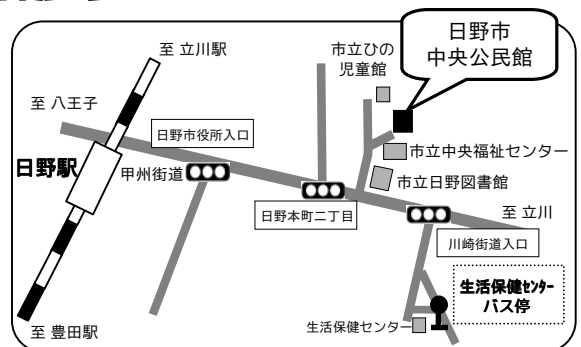 日野市
中央公民館
至 立川駅
市立ひの
児童館
至 八王子
日野市役所入口
日野駅
甲州街道
市立中央福祉センター
市立日野図書館
日野本町二丁目
至 立川
川崎街道入口
生活保健ｾﾝﾀｰ
バス停
生活保健センター
至 豊田駅